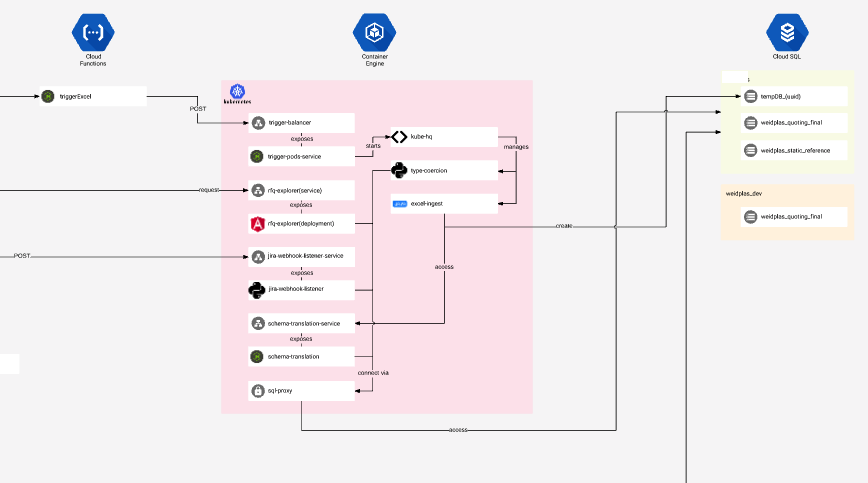 Cloud
Functions
Container
Engine
Cloud SQL
triggerExcel
POST
kubernetes
trigger-balancer
exposes
trigger-pods-service
starts
kube-hq
manages
type-coercion
excel-ingest
request
rfq-explorer(service)
exposes
rfq-explorer(deployment)
POST
jira-webhook-listener-service
exposes
jira-webhook-listener
access
schema-translation-service
exposes
schema-translation
connect via
sql-proxy
access
create
s
tempDB_(uuid)
weidplas_quoting_final
weidplas_static_reference
weidplas_dev
weidplas_quoting_final